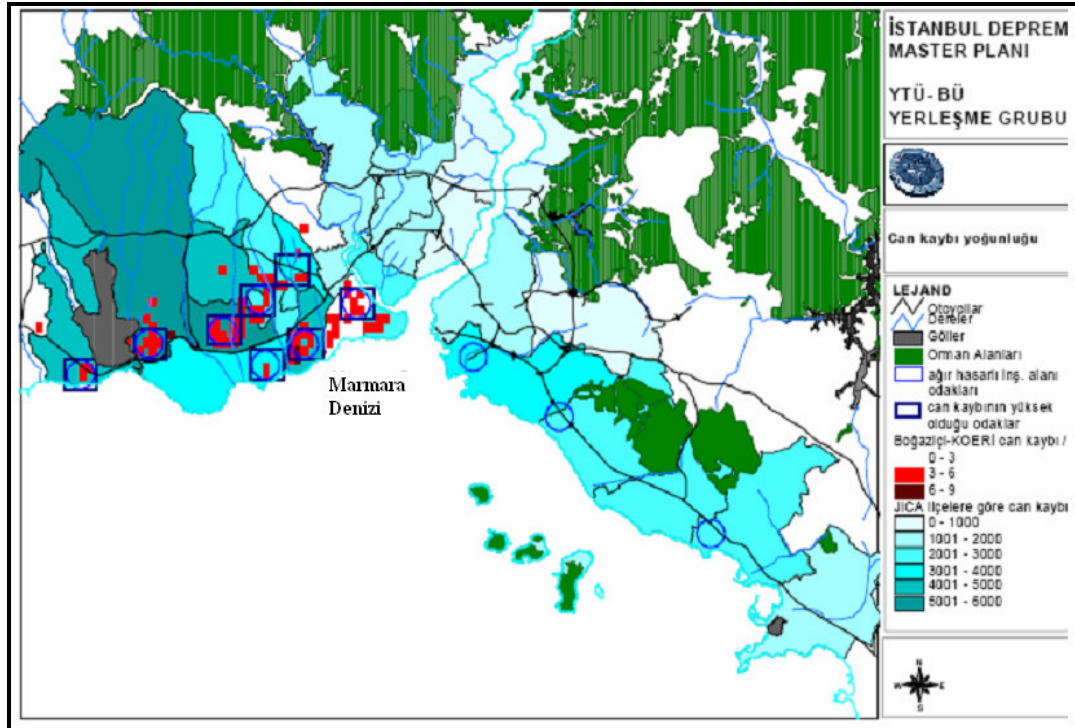 İSTANBUL DEPREM
MASTER PLANI
YTÜ-BÜ
YERLEŞME GRUBU
Can kaybı yoğunluğu
LEJAND
Otoyollar
Dereler
Göller
Orman Alanları
ağır hasarlı inş. alanı
odakları
can kaybının yüksek
olduğu odaklar
Boğaziçi-KOERİ can kaybı /
0 - 3
3 - 6
6 - 9
JICA ilçelere göre can kaybı
0 - 1000
1001 - 2000
2001 - 3000
3001 - 4000
4001 - 5000
5001 - 6000
Marmara
Denizi
N
W E
S